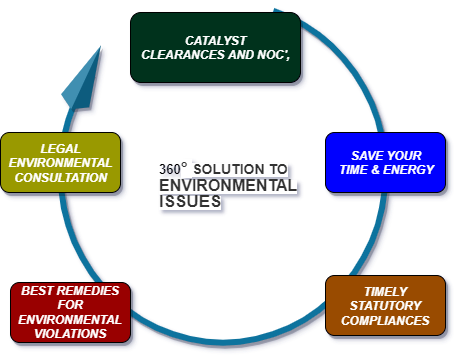 CATALYST
CLEARANCES AND NOC',
SAVE YOUR
TIME & ENERGY
TIMELY
STATUTORY
COMPLIANCES
BEST REMEDIES
FOR
ENVIRONMENTAL
VIOLATIONS
LEGAL
ENVIRONMENTAL
CONSULTATION
360° SOLUTION TO
ENVIRONMENTAL
ISSUES